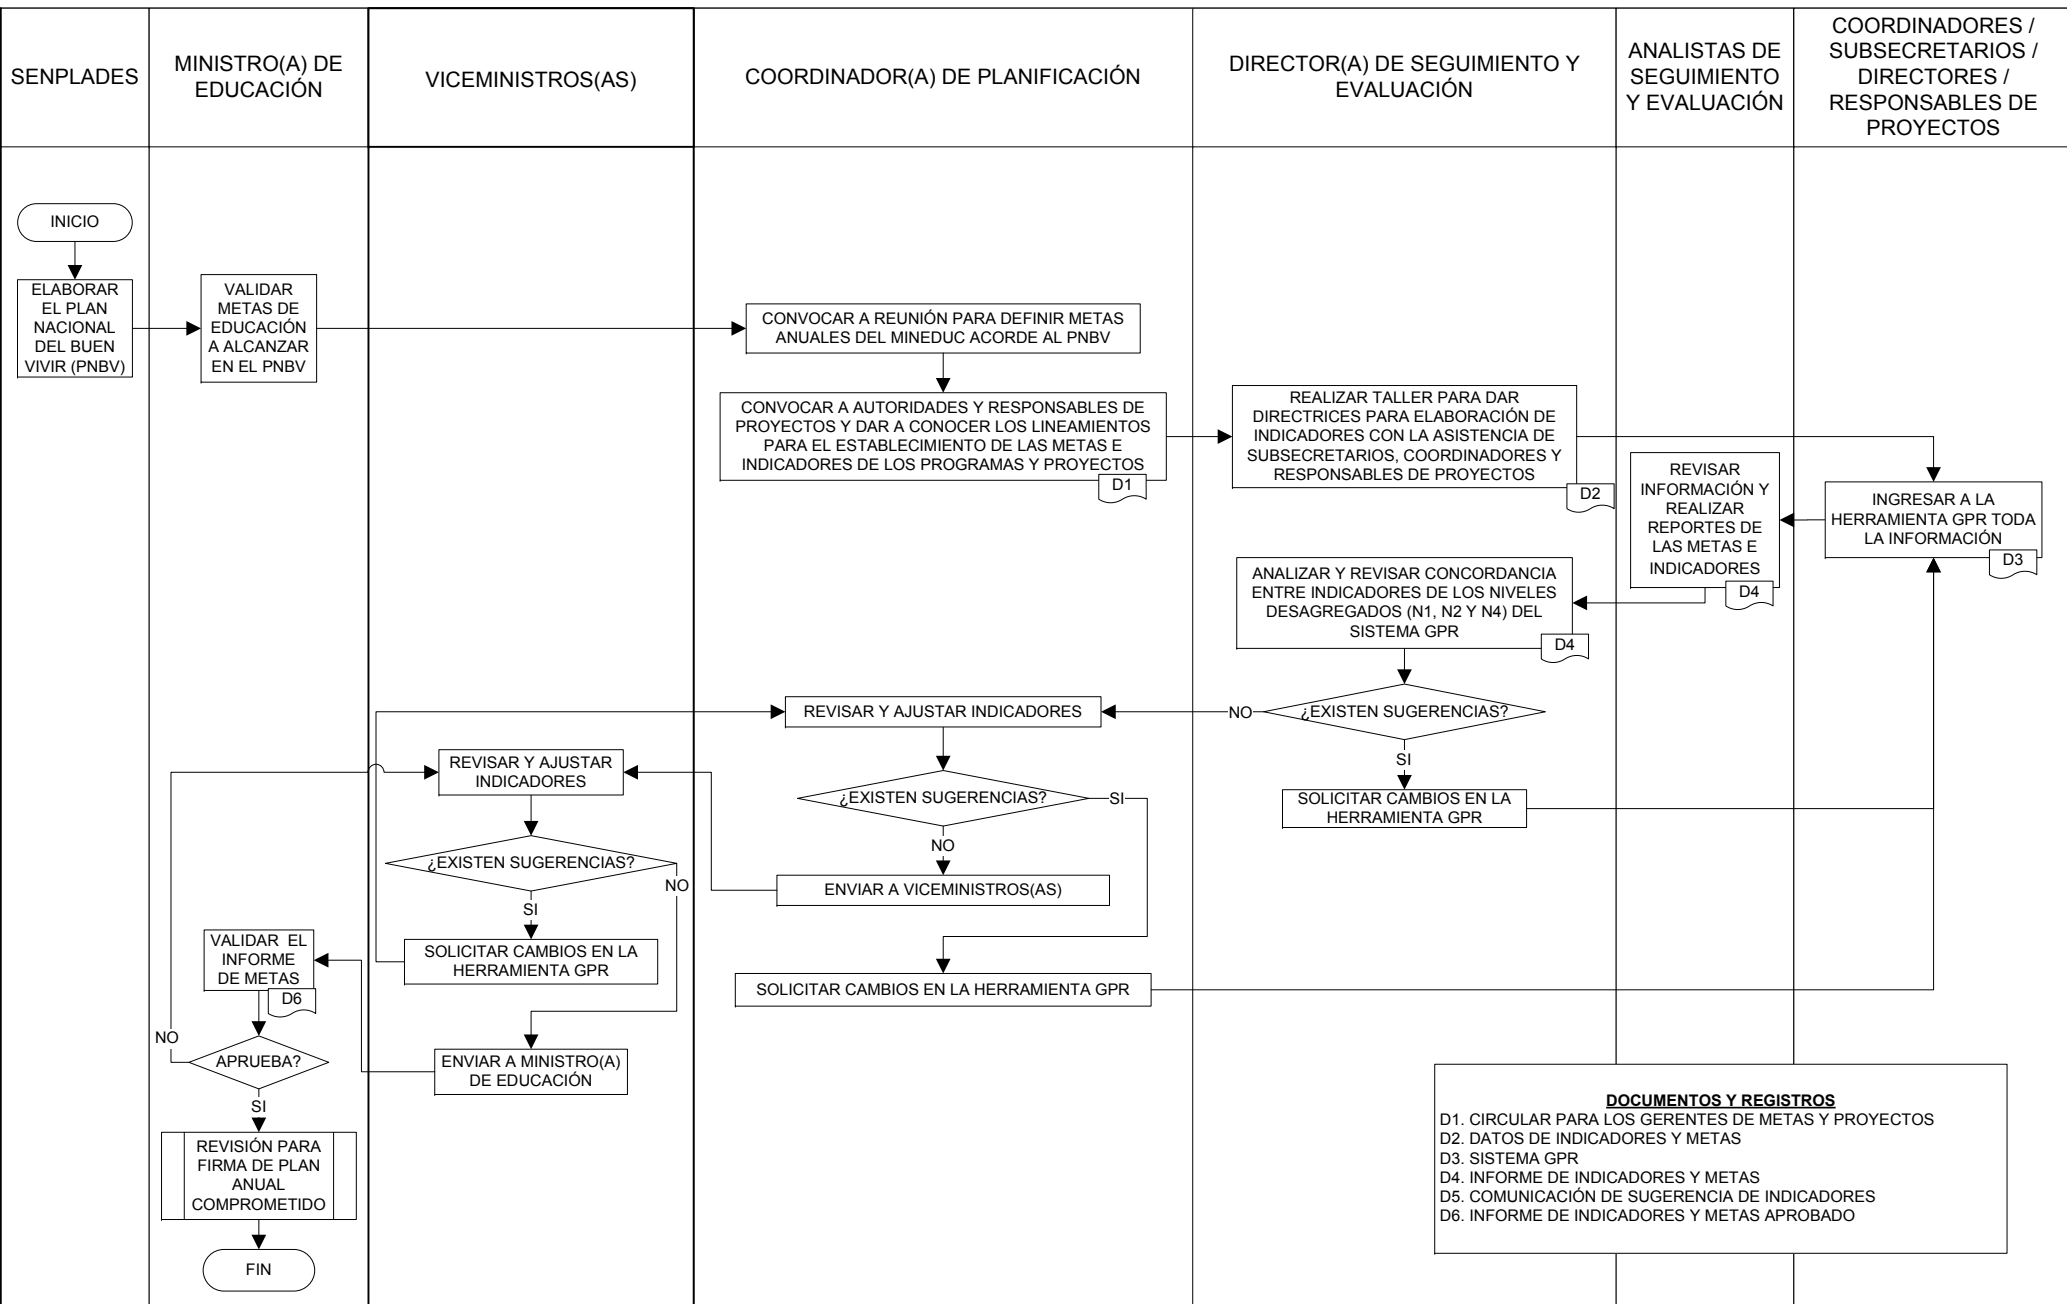 SENPLADES
MINISTRO(A) DE
EDUCACIÓN
VICEMINISTROS(AS)
COORDINADOR(A) DE PLANIFICACIÓN
DIRECTOR(A) DE SEGUIMIENTO Y
EVALUACIÓN
ANALISTAS DE
SEGUIMIENTO
Y EVALUACIÓN
COORDINADORES /
SUBSECRETARIOS /
DIRECTORES /
RESPONSABLES DE
PROYECTOS
INICIO
ELABORAR
EL PLAN
NACIONAL
DEL BUEN
VIVIR (PNBV)
VALIDAR
METAS DE
EDUCACIÓN
A ALCANZAR
EN EL PNBV
CONVOCAR A REUNIÓN PARA DEFINIR METAS
ANUALES DEL MINEDUC ACORDE AL PNBV
CONVOCAR A AUTORIDADES Y RESPONSABLES DE
PROYECTOS Y DAR A CONOCER LOS LINEAMIENTOS
PARA EL ESTABLECIMIENTO DE LAS METAS E
INDICADORES DE LOS PROGRAMAS Y PROYECTOS
D1
REALIZAR TALLER PARA DAR
DIRECTRICES PARA ELABORACIÓN DE
INDICADORES CON LA ASISTENCIA DE
SUBSECRETARIOS, COORDINADORES Y
RESPONSABLES DE PROYECTOS
D2
INGRESAR A LA
HERRAMIENTA GPR TODA
LA INFORMACIÓN
D3
REVISAR
INFORMACIÓN Y
REALIZAR
REPORTES DE
LAS METAS E
INDICADORES
D4
ANALIZAR Y REVISAR CONCORDANCIA
ENTRE INDICADORES DE LOS NIVELES
DESAGREGADOS (N1, N2 Y N4) DEL
SISTEMA GPR
D4
¿EXISTEN SUGERENCIAS?
NO
SI
SOLICITAR CAMBIOS EN LA
HERRAMIENTA GPR
REVISAR Y AJUSTAR INDICADORES
¿EXISTEN SUGERENCIAS?
SI
NO
ENVIAR A VICEMINISTROS(AS)
SOLICITAR CAMBIOS EN LA HERRAMIENTA GPR
REVISAR Y AJUSTAR
INDICADORES
¿EXISTEN SUGERENCIAS?
NO
SI
SOLICITAR CAMBIOS EN LA
HERRAMIENTA GPR
ENVIAR A MINISTRO(A)
DE EDUCACIÓN
VALIDAR EL
INFORME
DE METAS
D6
NO
APRUEBA?
SI
REVISIÓN PARA
FIRMA DE PLAN
ANUAL
COMPROMETIDO
FIN
DOCUMENTOS Y REGISTROS
D1. CIRCULAR PARA LOS GERENTES DE METAS Y PROYECTOS
D2. DATOS DE INDICADORES Y METAS
D3. SISTEMA GPR
D4. INFORME DE INDICADORES Y METAS
D5. COMUNICACIÓN DE SUGERENCIA DE INDICADORES
D6. INFORME DE INDICADORES Y METAS APROBADO